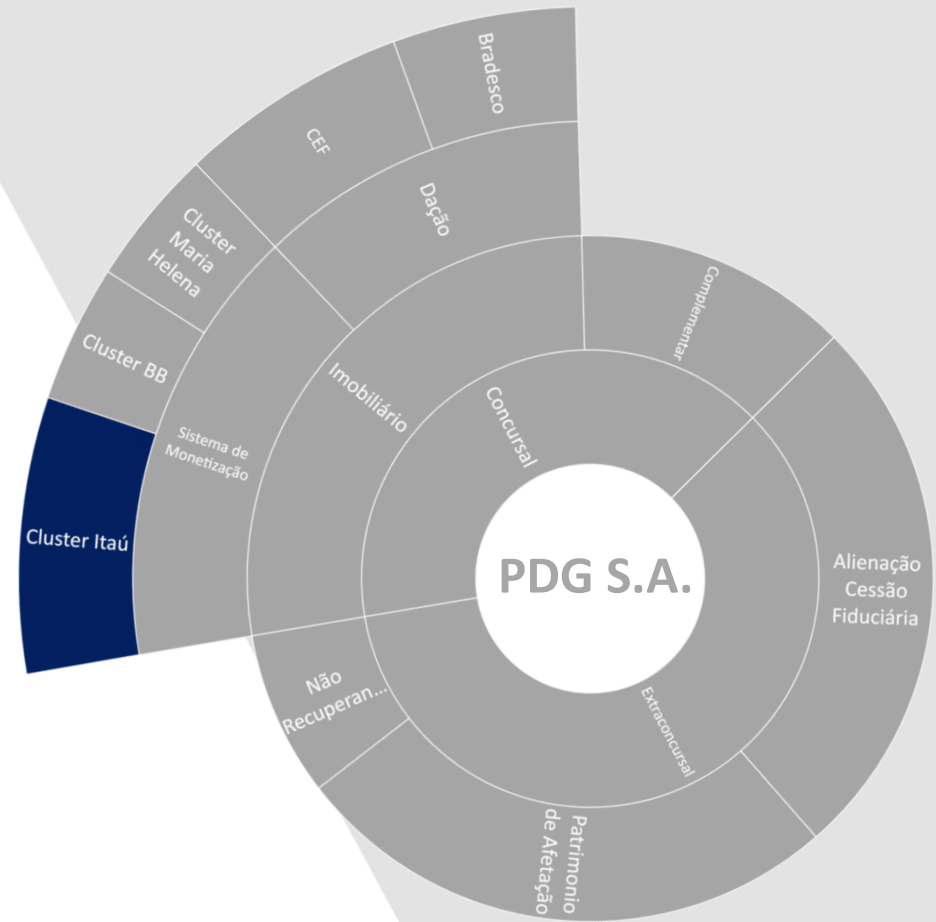 Bradesco
CEF
Dação
Cluster
Maria
Helena
Cluster BB
Cluster Itaú
Sistema de
Monetização
Imobiliário
Concursal
Complementar
PDG S.A.
Alienação
Cessão
Fiduciária
Extraconcursal
Não
Recuperan...
Patrimonio
de Afetação